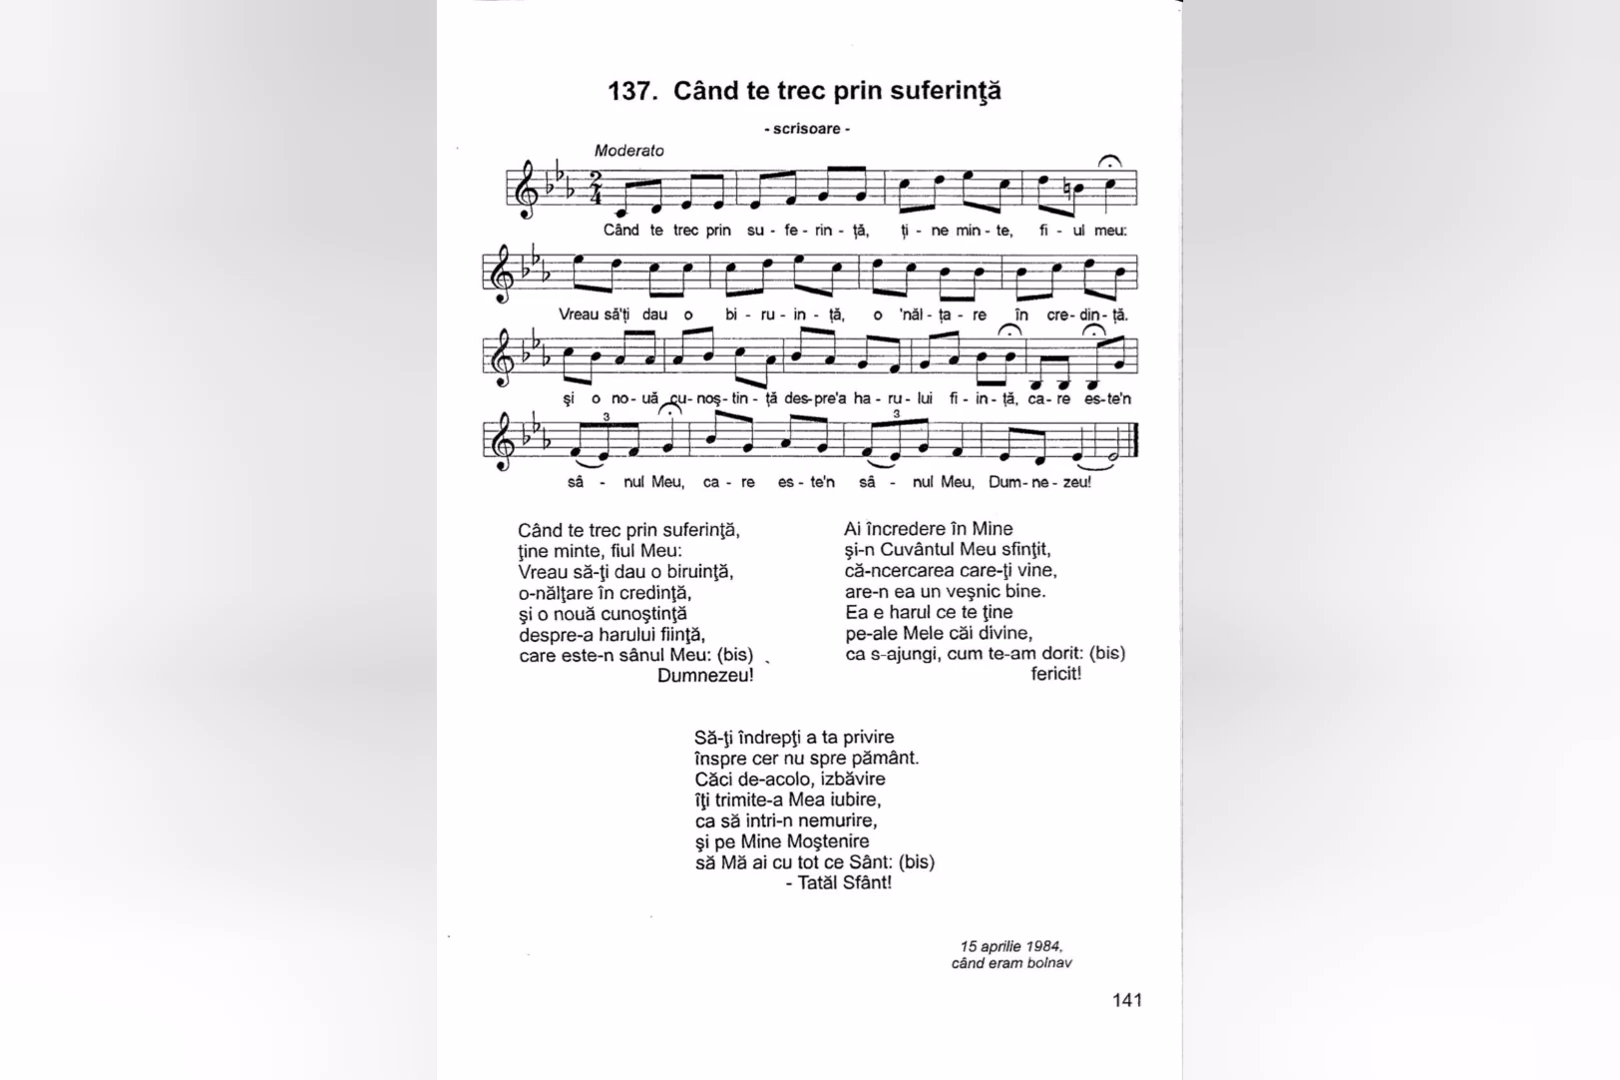 137. Când te trec prin suferinţă
- scrisoare -
Moderato
Când te trec prin su - fe - rin - ţă, ţi - ne min - te, fi - ul meu:
Vreau să'ţi dau o bi - ru - in - ţă, o 'năl - ţa - re în cre - din - ţă.
şi o no - uă cu - noş - tin - ţă des - pre'a ha - ru - lui fi - in - ţă, ca - re es - te'n
3 3
sâ - nul Meu, ca - re es - te'n sâ - nul Meu, Dum - ne - zeu!
Când te trec prin suferinţă,
ţine minte, fiul Meu:
Vreau să-ţi dau o biruinţă,
o-nălţare în credinţă,
şi o nouă cunoştinţă
despre-a harului fiinţă,
care este-n sânul Meu: (bis)
Dumnezeu!
Ai încredere în Mine
şi-n Cuvântul Meu sfinţit,
că-ncercarea care-ţi vine,
are-n ea un veşnic bine.
Ea e harul ce te ţine
pe-ale Mele căi divine,
ca s-ajungi, cum te-am dorit: (bis)
fericit!
Să-ţi îndrepţi a ta privire
înspre cer nu spre pământ.
Căci de-acolo, izbăvire
îţi trimite-a Mea iubire,
ca să intri-n nemurire,
şi pe Mine Moştenire
să Mă ai cu tot ce Sânt: (bis)
- Tatăl Sfânt!
15 aprilie 1984,
când eram bolnav
141